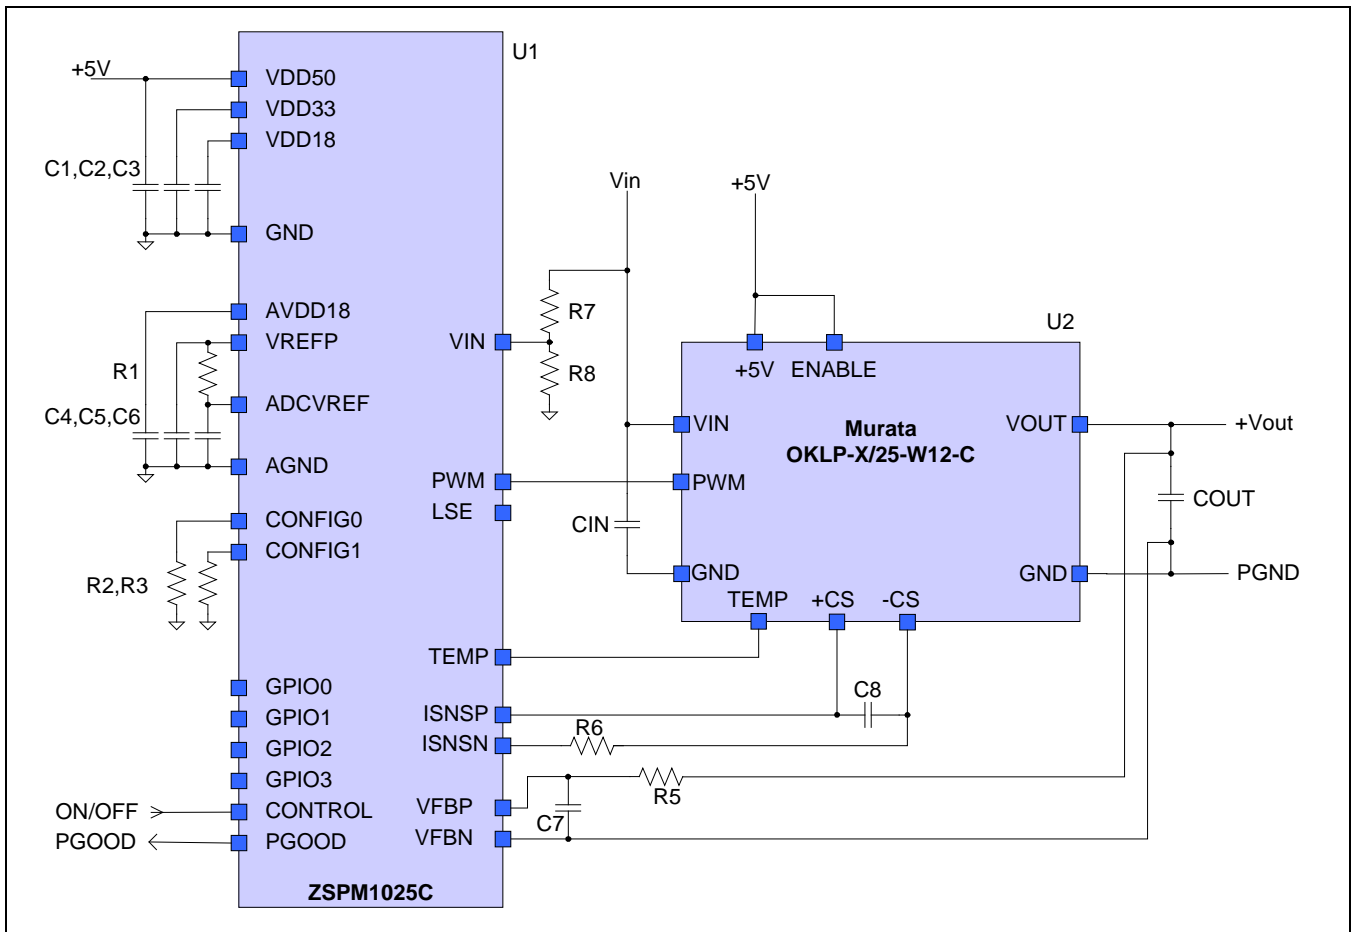 U1
+5V
VDD50
VDD33
VDD18
C1,C2,C3
GND
AVDD18
VREFP
R1
ADCVREF
C4,C5,C6
AGND
CONFIG0
CONFIG1
R2,R3
GPIO0
GPIO1
GPIO2
GPIO3
ON/OFF
CONTROL
PGOOD
PGOOD
VIN
PWM
LSE
TEMP
ISNSP
ISNSN
VFBP
VFBN
ZSPM1025C
Vin
+5V
R7
R8
CIN
U2
+5V
ENABLE
VIN
Murata
OKLP-X/25-W12-C
VOUT
+Vout
PWM
COUT
GND
GND
PGND
TEMP
+CS
-CS
C8
R6
R5
C7